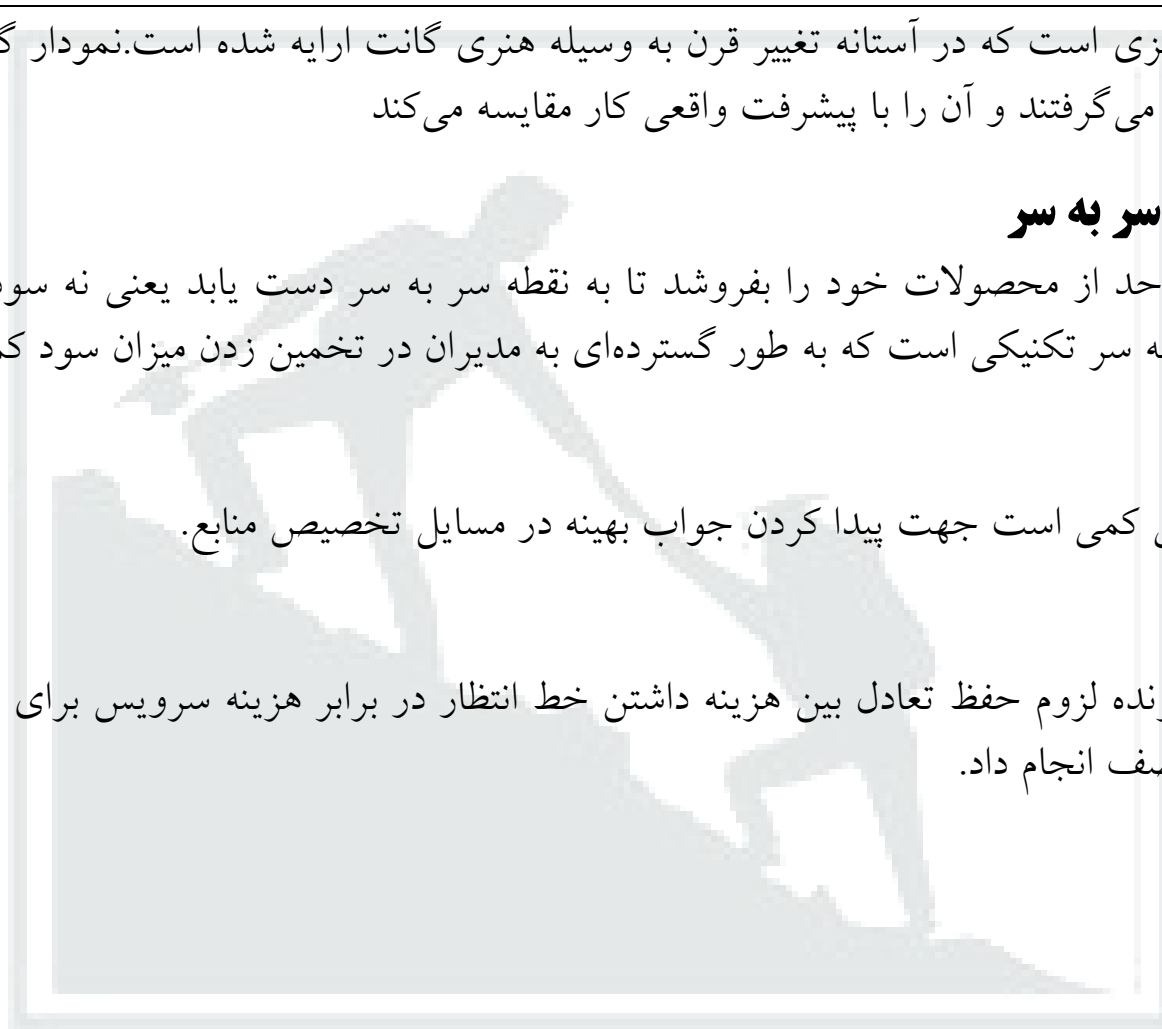 زی است که در آستانه تغییر قرن به وسیله هنری گانت ارایه شده است.نمودار گ
می‌گرفتند و آن را با پیشرفت واقعی کار مقایسه می‌کند
سر به سر
حد از محصولات خود را بفروشد تا به نقطه سر به سر دست یابد یعنی نه سود
ه سر تکنیکی است که به طور گسترده‌ای به مدیران در تخمین زدن میزان سود کم
کمی است جهت پیدا کردن جواب بهینه در مسایل تخصیص منابع.
نده لزوم حفظ تعادل بین هزینه داشتن خط انتظار در برابر هزینه سرویس برای
صف انجام داد.